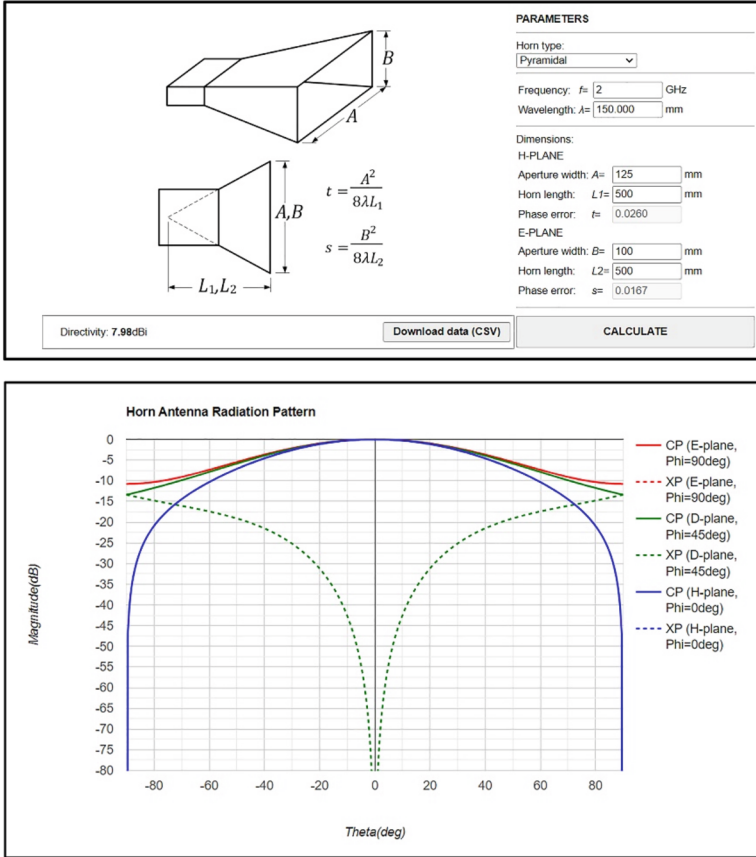 PARAMETERS
Horn type:
Pyramidal
Frequency: f= 2 GHz
Wavelength: λ= 150.000 mm
Dimensions:
H-PLANE
Aperture width: A= 125 mm
Horn length: L1= 500 mm
Phase error: t= 0.0260
E-PLANE
Aperture width: B= 100 mm
Horn length: L2= 500 mm
Phase error: s= 0.0167
CALCULATE
B
A
A,B
L₁,L₂
t = A²/8λL₁
s = B²/8λL₂
Directivity: 7.98dBi
Download data (CSV)
Horn Antenna Radiation Pattern
Magnitude(dB)
0
-5
-10
-15
-20
-25
-30
-35
-40
-45
-50
-55
-60
-65
-70
-75
-80
-80 -60 -40 -20 0 20 40 60 80
Theta(deg)
CP (E-plane,
Phi=90deg)
XP (E-plane,
Phi=90deg)
CP (D-plane,
Phi=45deg)
XP (D-plane,
Phi=45deg)
CP (H-plane,
Phi=0deg)
XP (H-plane,
Phi=0deg)